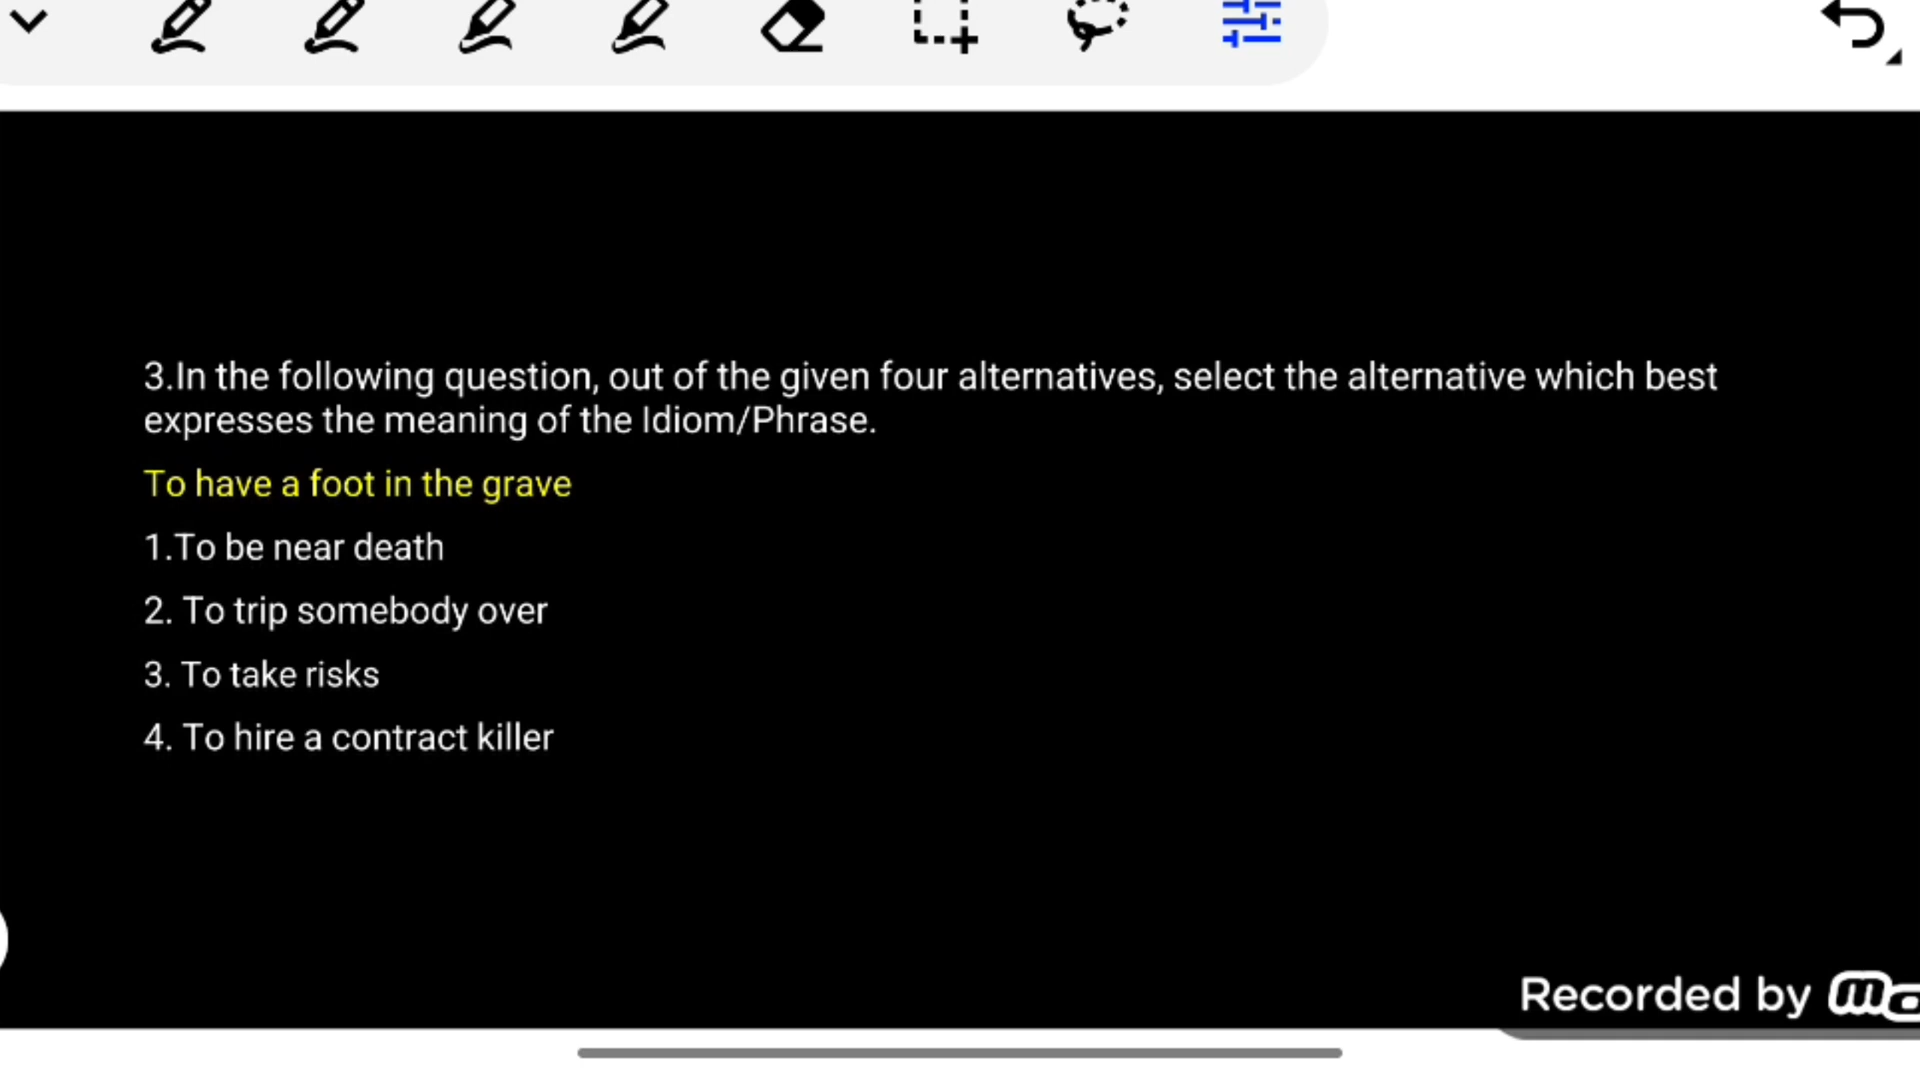 3.In the following question, out of the given four alternatives, select the alternative which best
expresses the meaning of the Idiom/Phrase.
To have a foot in the grave
1.To be near death
2. To trip somebody over
3. To take risks
4. To hire a contract killer
Recorded by